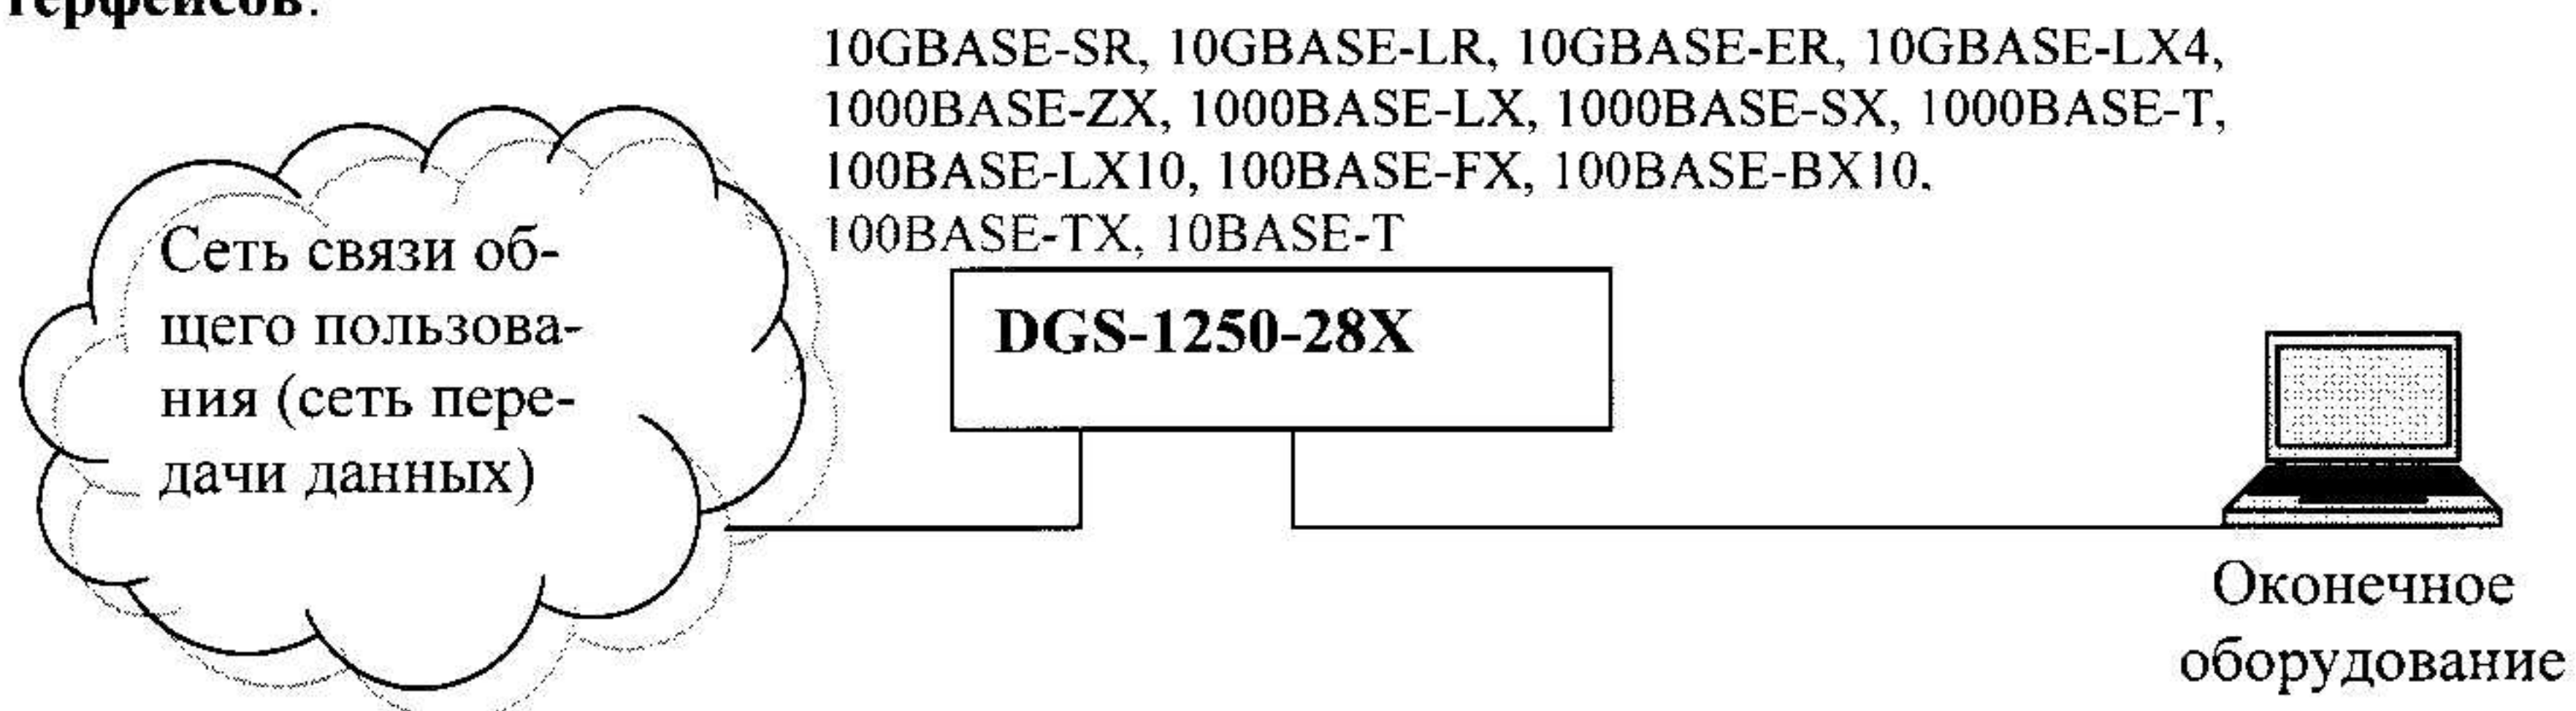 терфейсов:
10GBASE-SR, 10GBASE-LR, 10GBASE-ER, 10GBASE-LX4,
1000BASE-ZX, 1000BASE-LX, 1000BASE-SX, 1000BASE-T,
100BASE-LX10, 100BASE-FX, 100BASE-BX10,
100BASE-TX, 10BASE-T
Сеть связи об-
щего пользова-
ния (сеть пере-
дачи данных)
DGS-1250-28X
Оконечное
оборудование